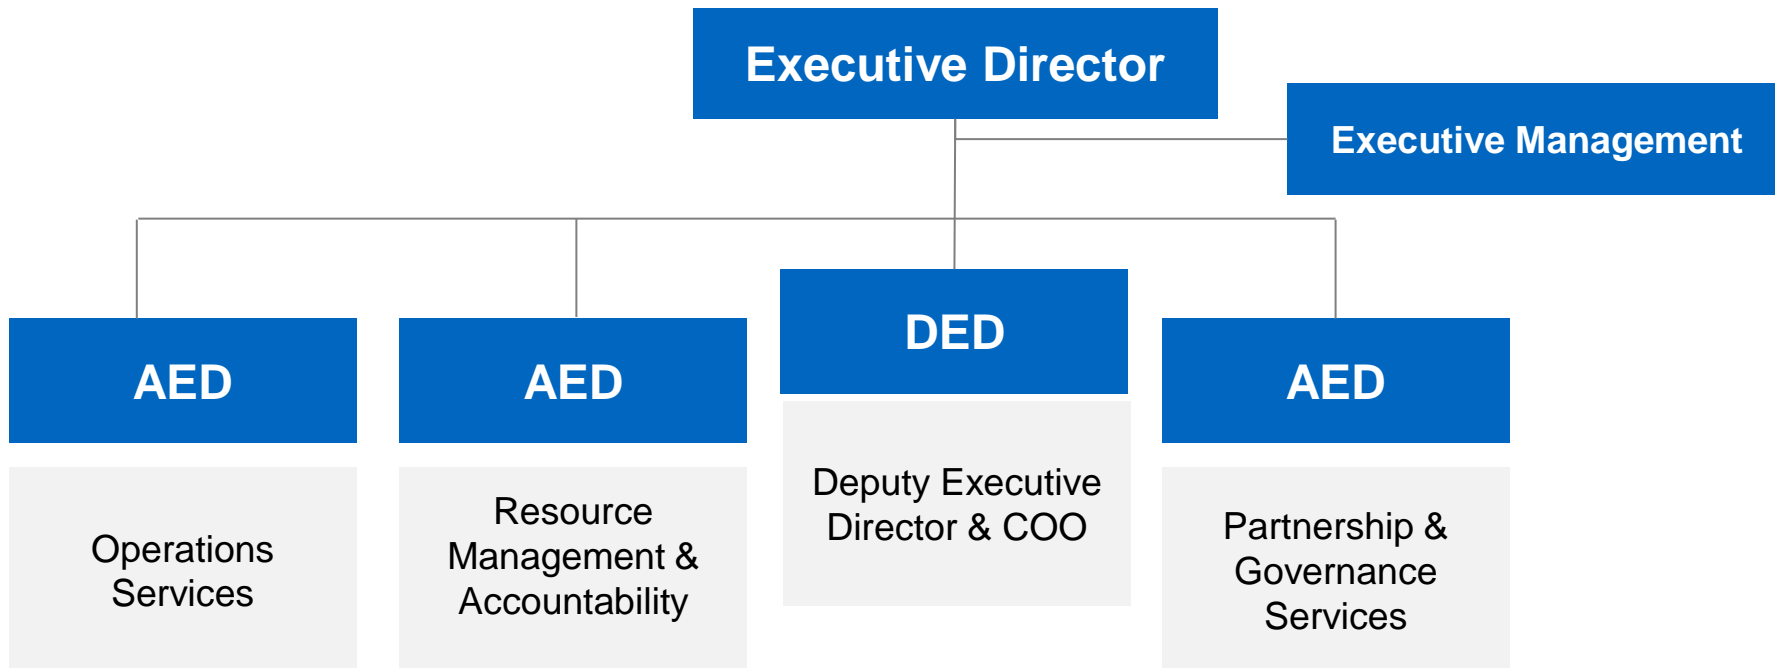 Executive Director
Executive Management
AED
Operations
Services
AED
Resource
Management &
Accountability
DED
Deputy Executive
Director & COO
AED
Partnership &
Governance
Services